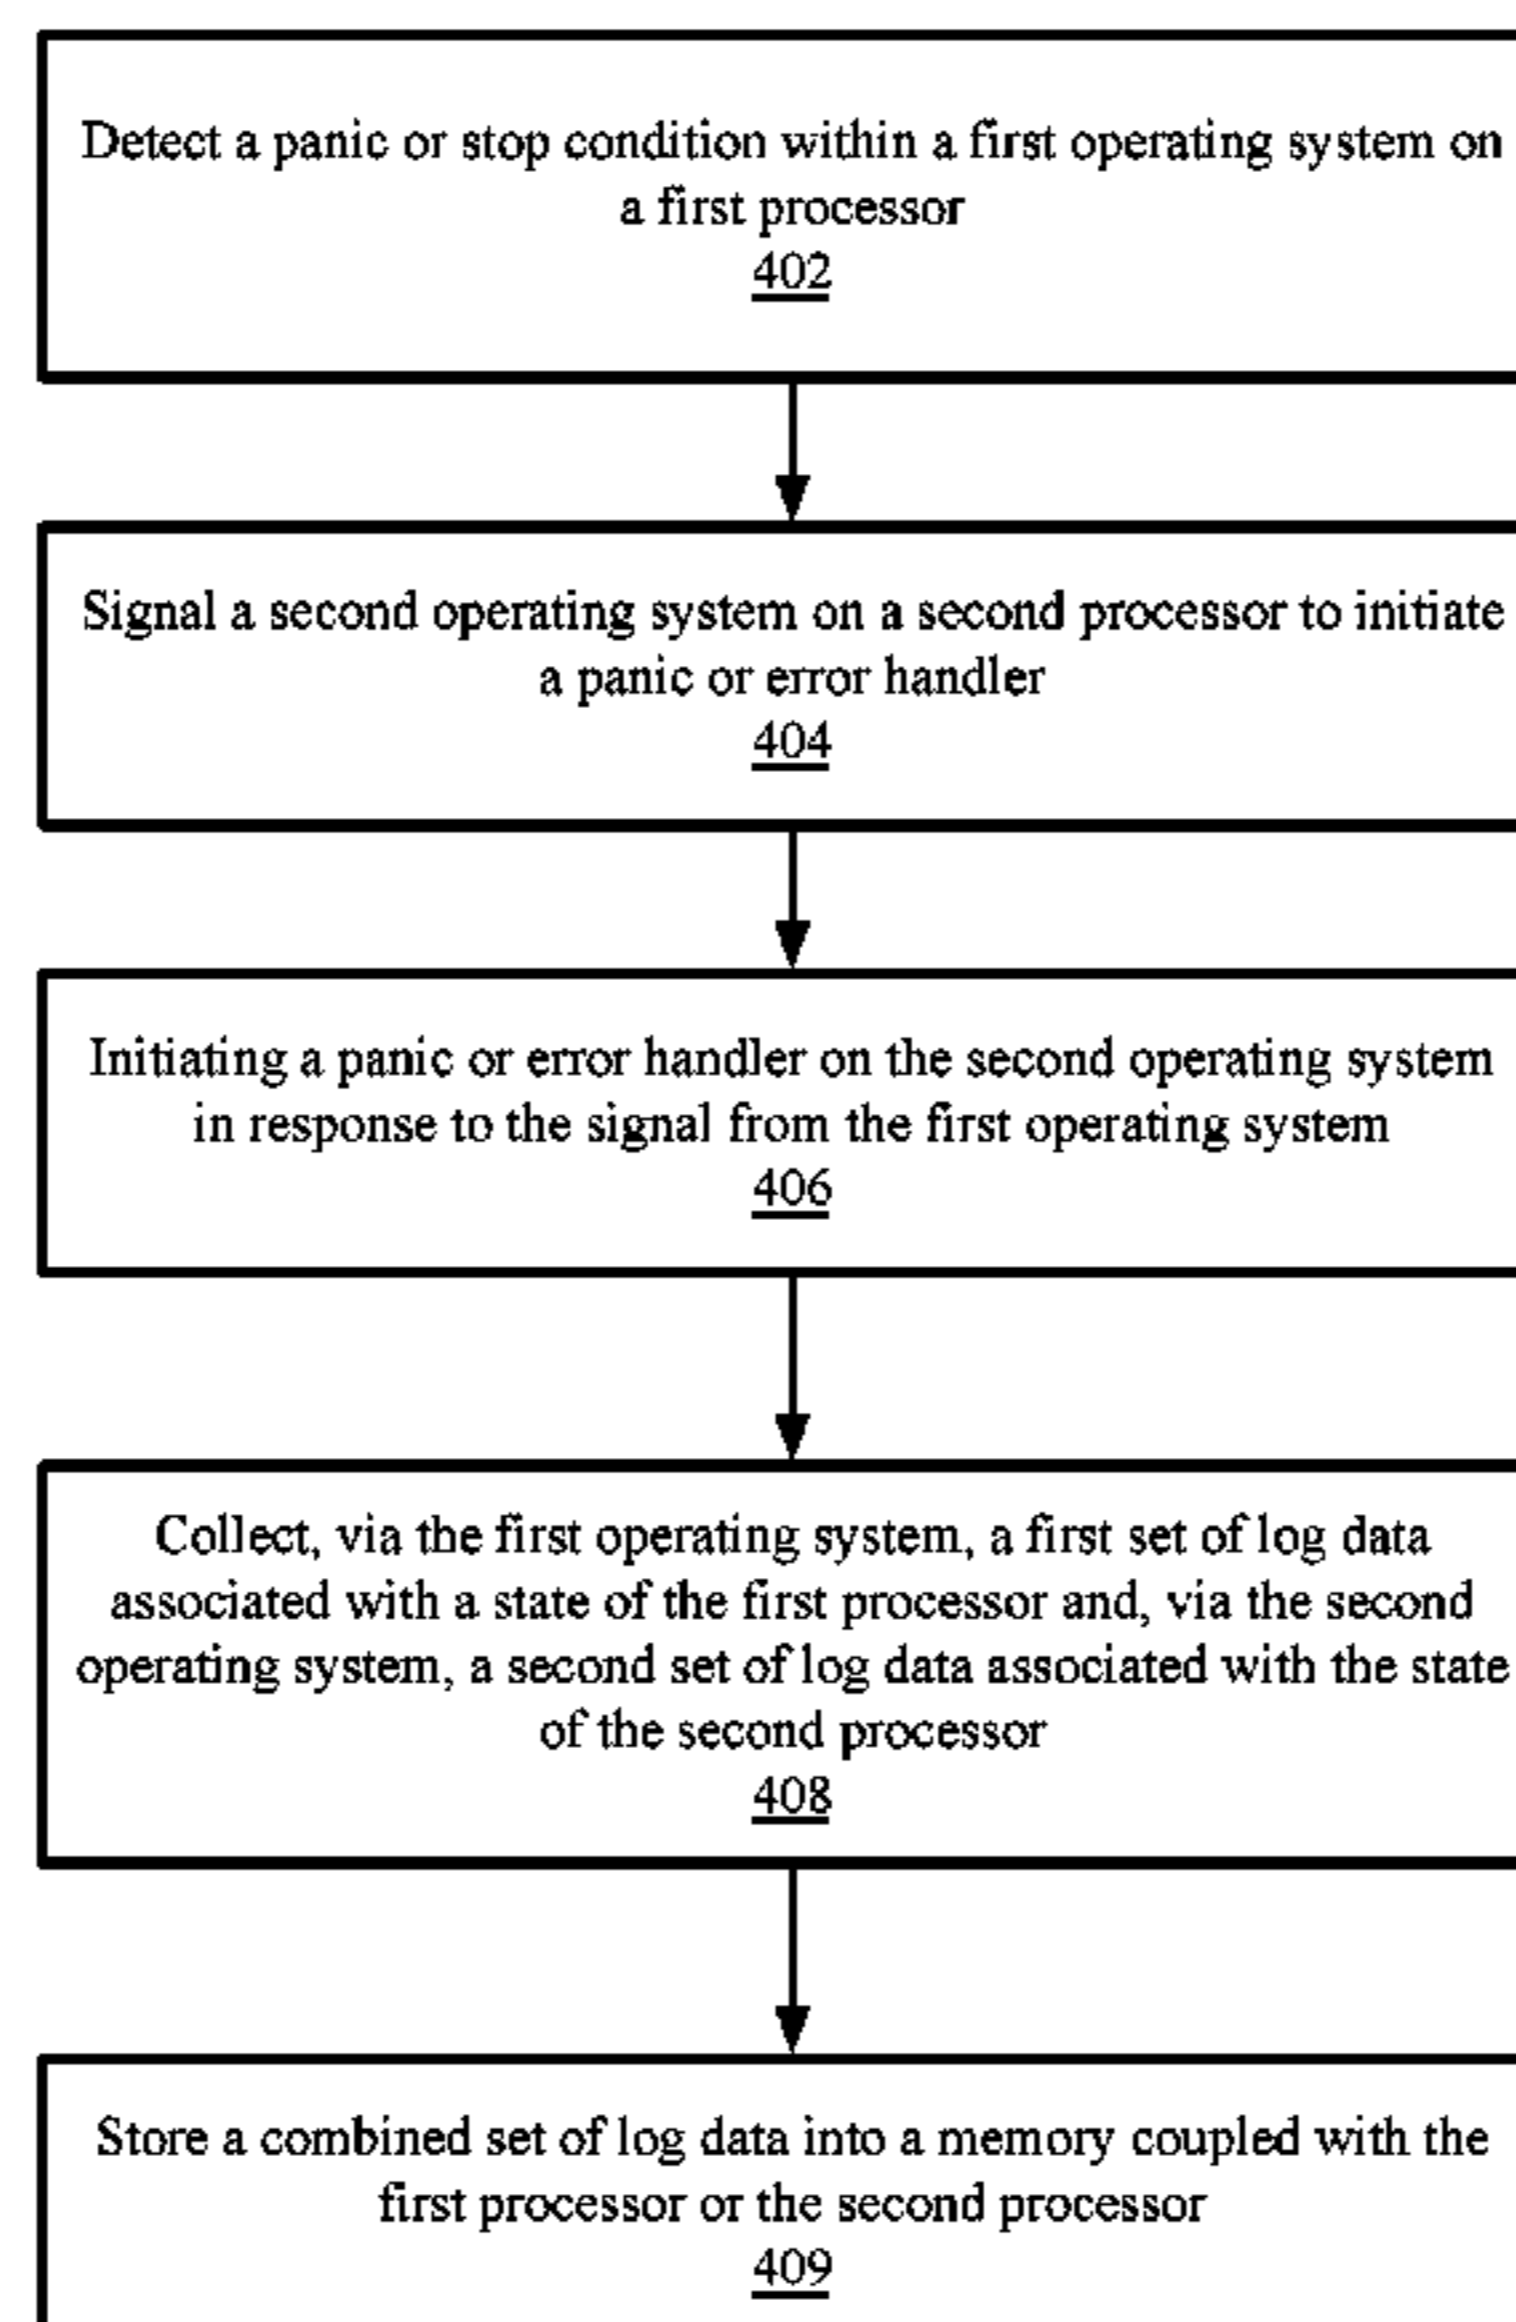 Detect a panic or stop condition within a first operating system on
a first processor
402
Signal a second operating system on a second processor to initiate
a panic or error handler
404
Initiating a panic or error handler on the second operating system
in response to the signal from the first operating system
406
Collect, via the first operating system, a first set of log data
associated with a state of the first processor and, via the second
operating system, a second set of log data associated with the state
of the second processor
408
Store a combined set of log data into a memory coupled with the
first processor or the second processor
409